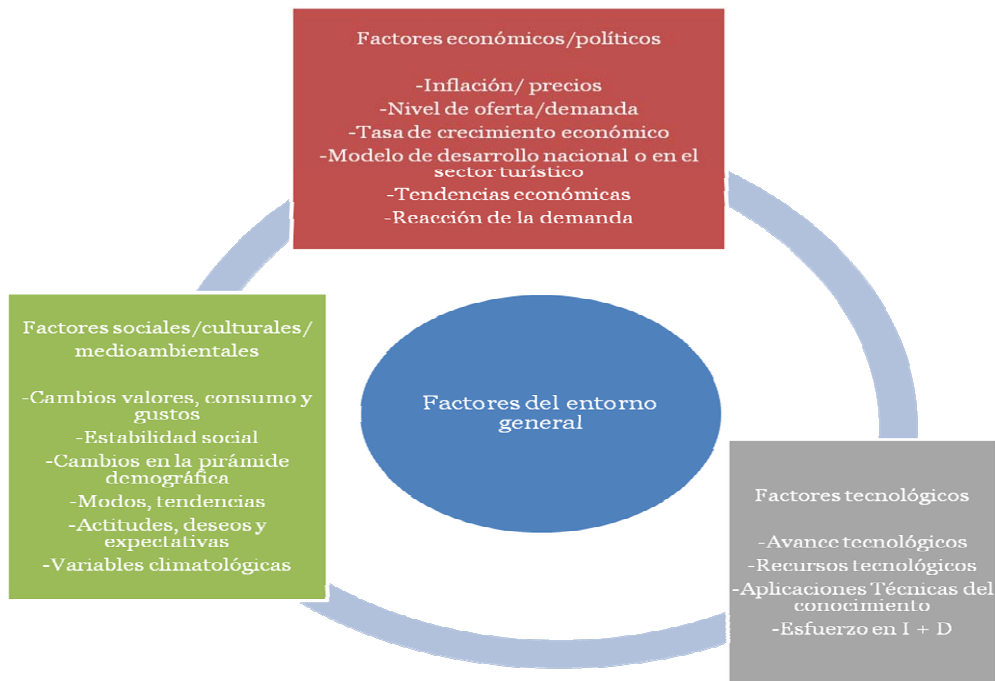 Factores económicos/políticos
-Inflación/ precios
-Nivel de oferta/demanda
-Tasa de crecimiento económico
-Modelo de desarrollo nacional o en el
sector turístico
-Tendencias económicas
-Reacción de la demanda
Factores sociales/culturales/
medioambientales
-Cambios valores, consumo y
gustos
-Estabilidad social
-Cambios en la pirámide
demográfica
-Modos, tendencias
-Actitudes, deseos y
expectativas
-Variables climatológicas
Factores del entorno
general
Factores tecnológicos
-Avance tecnológicos
-Recursos tecnológicos
-Aplicaciones Técnicas del
conocimiento
-Esfuerzo en I + D